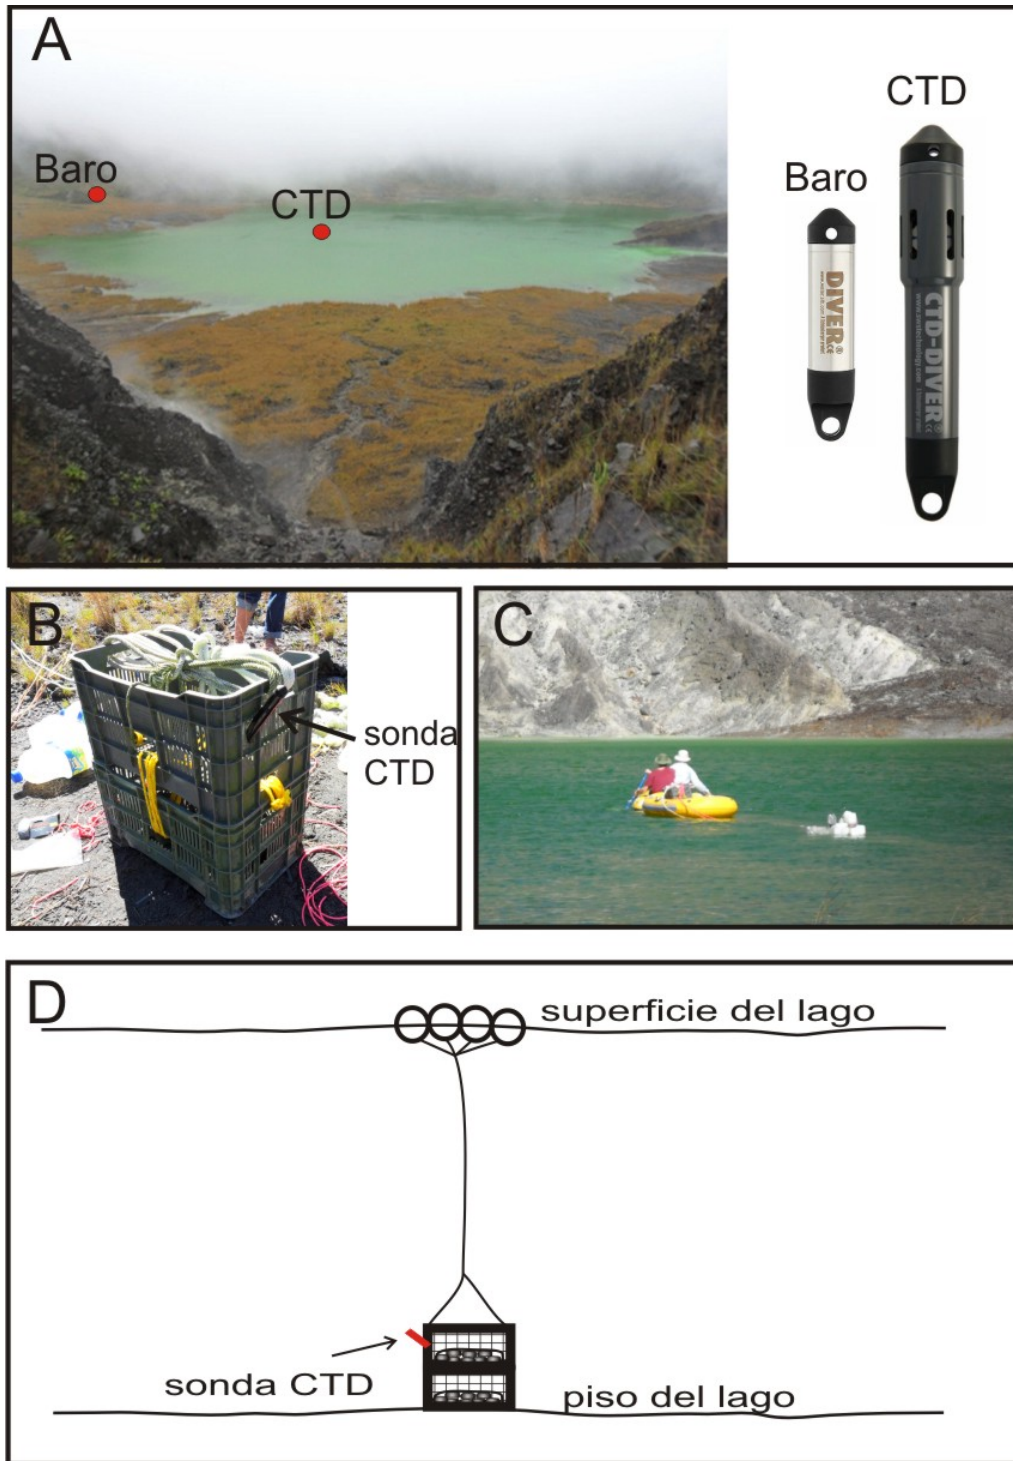 A
Baro
CTD
Baro
CTD
DIVER®
CTD-DIVER®
B
sonda
CTD
C
D
superficie del lago
sonda CTD
piso del lago